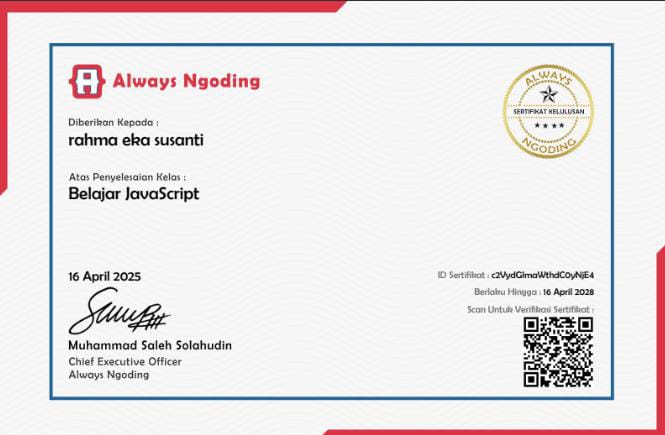 Always Ngoding
Diberikan Kepada :
rahma eka susanti
Atas Penyelesaian Kelas :
Belajar JavaScript
ALWAYS
SERTIFIKAT KELULUSAN
NGODING
16 April 2025
Muhammad Saleh Solahudin
Chief Executive Officer
Always Ngoding
ID Sertifikat : c2VydGlmaWthdC0yNjE4
Berlaku Hingga : 16 April 2028
Scan Untuk Verifikasi Sertifikat :